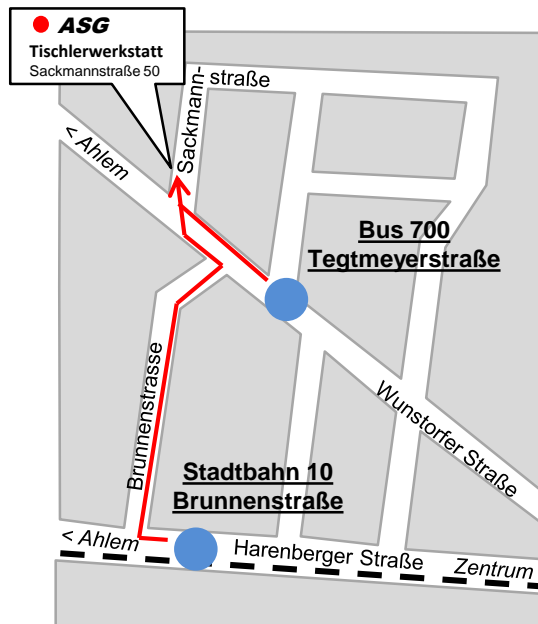 ASG
Tischlerwerkstatt
Sackmannstraße 50
Sackmann-
straße
< Ahlem
Bus 700
Tegtmeyerstraße
Brunnenstrasse
Wunstorfer Straße
Stadtbahn 10
Brunnenstraße
< Ahlem
Harenberger Straße
Zentrum